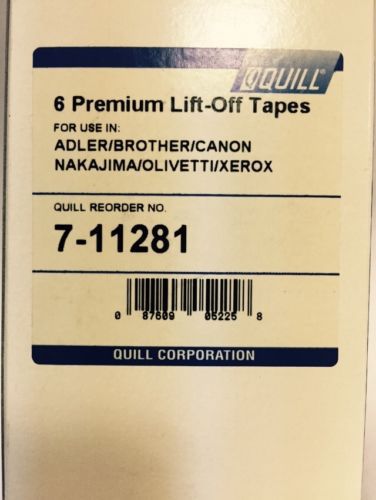 QUILL
6 Premium Lift-Off Tapes
FOR USE IN:
ADLER/BROTHER/CANON
NAKAJIMA/OLIVETTI/XEROX
QUILL REORDER NO.
7-11281
0 87609 05225 8
QUILL CORPORATION